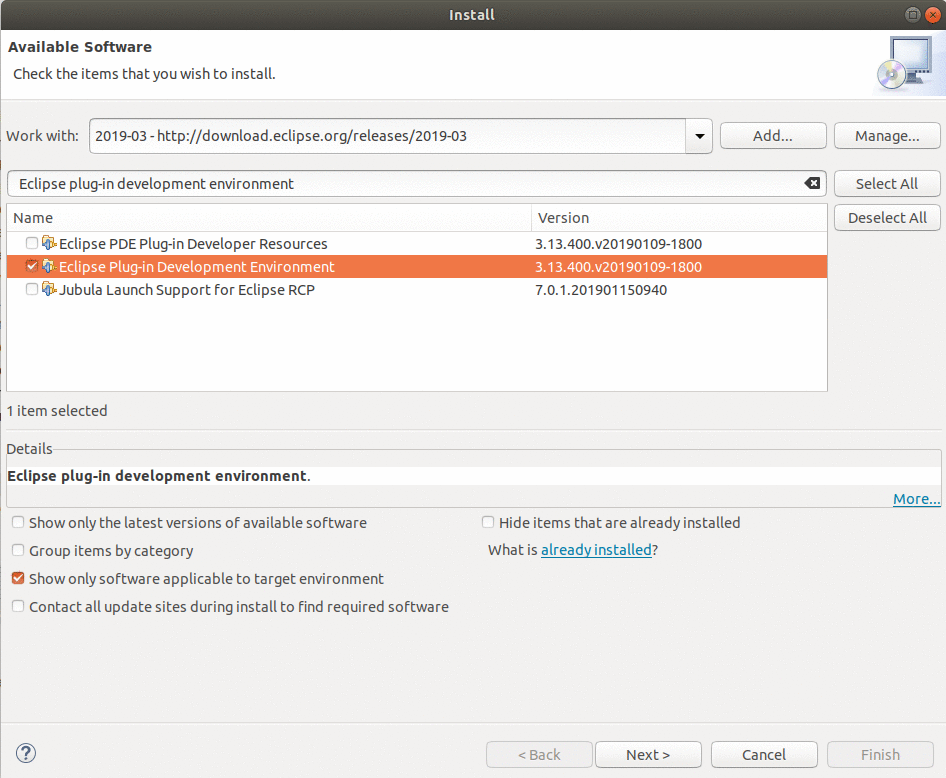 Install
Available Software
Check the items that you wish to install.
Work with: 2019-03 - http://download.eclipse.org/releases/2019-03 Add... Manage...
Eclipse plug-in development environment Select All
Name Version Deselect All
Eclipse PDE Plug-in Developer Resources 3.13.400.v20190109-1800
Eclipse Plug-in Development Environment 3.13.400.v20190109-1800
Jubula Launch Support for Eclipse RCP 7.0.1.201901150940
1 item selected
Details
Eclipse plug-in development environment.
More...
Show only the latest versions of available software Hide items that are already installed
Group items by category What is already installed?
Show only software applicable to target environment
Contact all update sites during install to find required software
? < Back Next > Cancel Finish